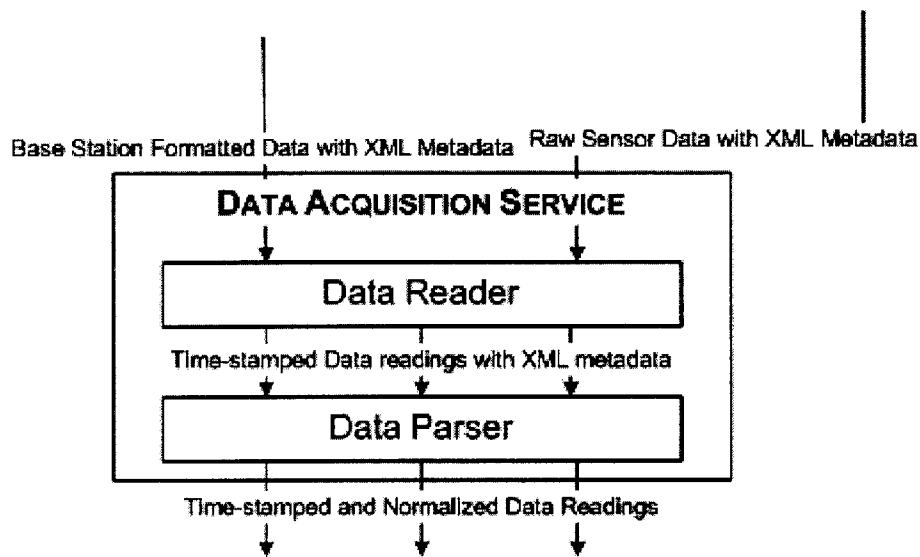 Base Station Formatted Data with XML Metadata
Raw Sensor Data with XML Metadata
DATA ACQUISITION SERVICE
Data Reader
Time-stamped Data readings with XML metadata
Data Parser
Time-stamped and Normalized Data Readings